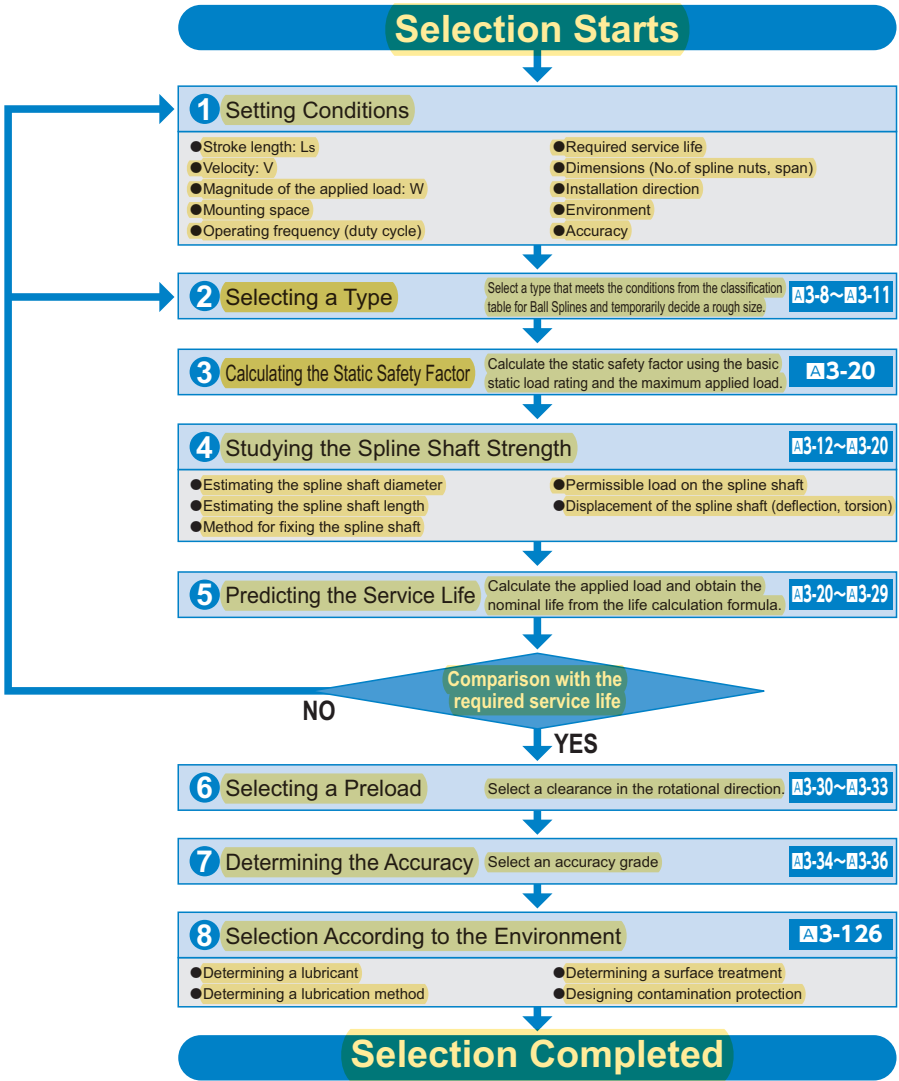 Selection Starts
1 Setting Conditions
●Stroke length: Ls
●Velocity: V
●Magnitude of the applied load: W
●Mounting space
●Operating frequency (duty cycle)
●Required service life
●Dimensions (No.of spline nuts, span)
●Installation direction
●Environment
●Accuracy
2 Selecting a Type
Select a type that meets the conditions from the classification
table for Ball Splines and temporarily decide a rough size.
A3-8~A3-11
3 Calculating the Static Safety Factor
Calculate the static safety factor using the basic
static load rating and the maximum applied load.
A3-20
4 Studying the Spline Shaft Strength
A3-12~A3-20
●Estimating the spline shaft diameter
●Estimating the spline shaft length
●Method for fixing the spline shaft
●Permissible load on the spline shaft
●Displacement of the spline shaft (deflection, torsion)
5 Predicting the Service Life
Calculate the applied load and obtain the
nominal life from the life calculation formula.
A3-20~A3-29
Comparison with the
required service life
NO
YES
6 Selecting a Preload
Select a clearance in the rotational direction.
A3-30~A3-33
7 Determining the Accuracy
Select an accuracy grade
A3-34~A3-36
8 Selection According to the Environment
A3-126
●Determining a lubricant
●Determining a lubrication method
●Determining a surface treatment
●Designing contamination protection
Selection Completed